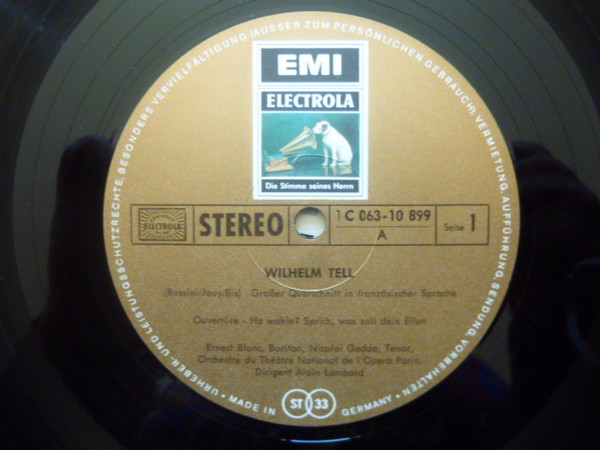 EMI
ELECTROLA
Die Stimme seines Herrn
ELECTROLA
STEREO
1 C 063-10 899
A
Seite 1
WILHELM TELL
(Rossini/Jouy/Bis) Großer Querschnitt in französischer Sprache
Ouvertüre - Ha wohin? Sprich, was soll dein Eilen
Ernest Blanc, Bariton, Nicolai Gedda, Tenor,
Orchestre du Théâtre National de l'Opera Paris,
Dirigent Alain Lombard
URHEBER- UND LEISTUNGSSCHUTZRECHTE, BESONDERS VERVIELFÄLTIGUNG (AUSSER ZUM PERSÖNLICHEN GEBRAUCH), VERMIETUNG, AUFFÜHRUNG, SENDUNG, VORBEHALTEN
• MADE IN ST 33 GERMANY •